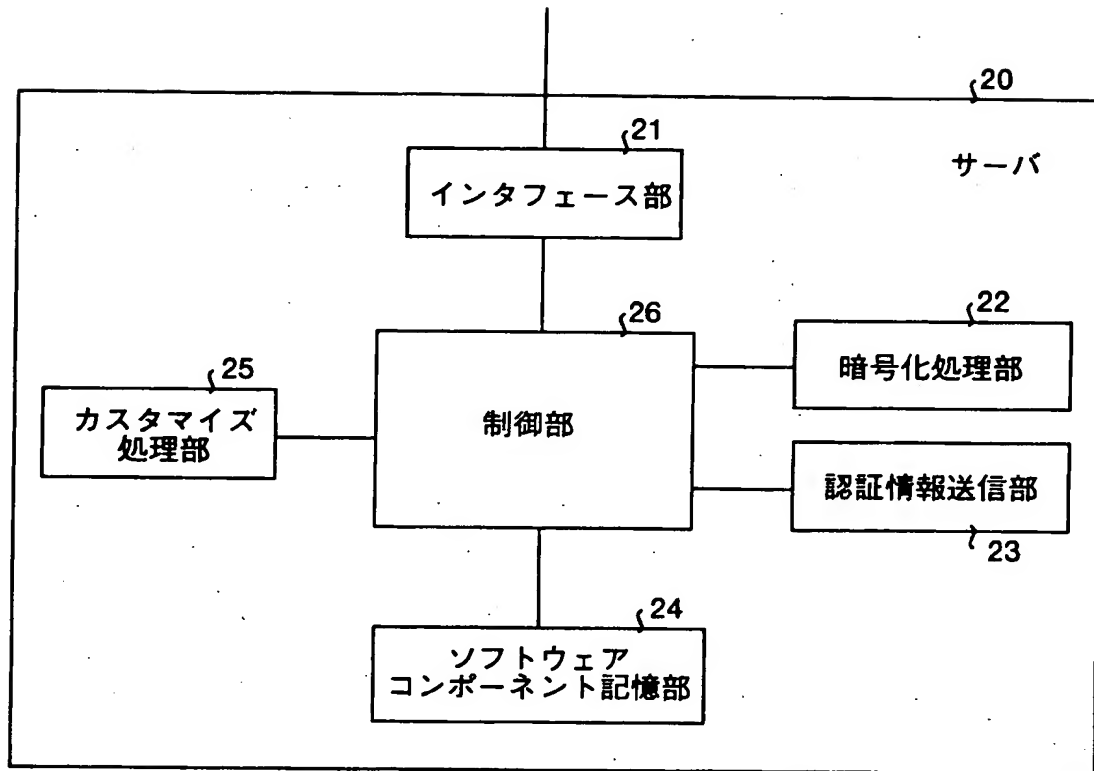 20
サーバ
21
インタフェース部
26
制御部
22
暗号化処理部
25
カスタマイズ
処理部
認証情報送信部
23
24
ソフトウェア
コンポーネント記憶部